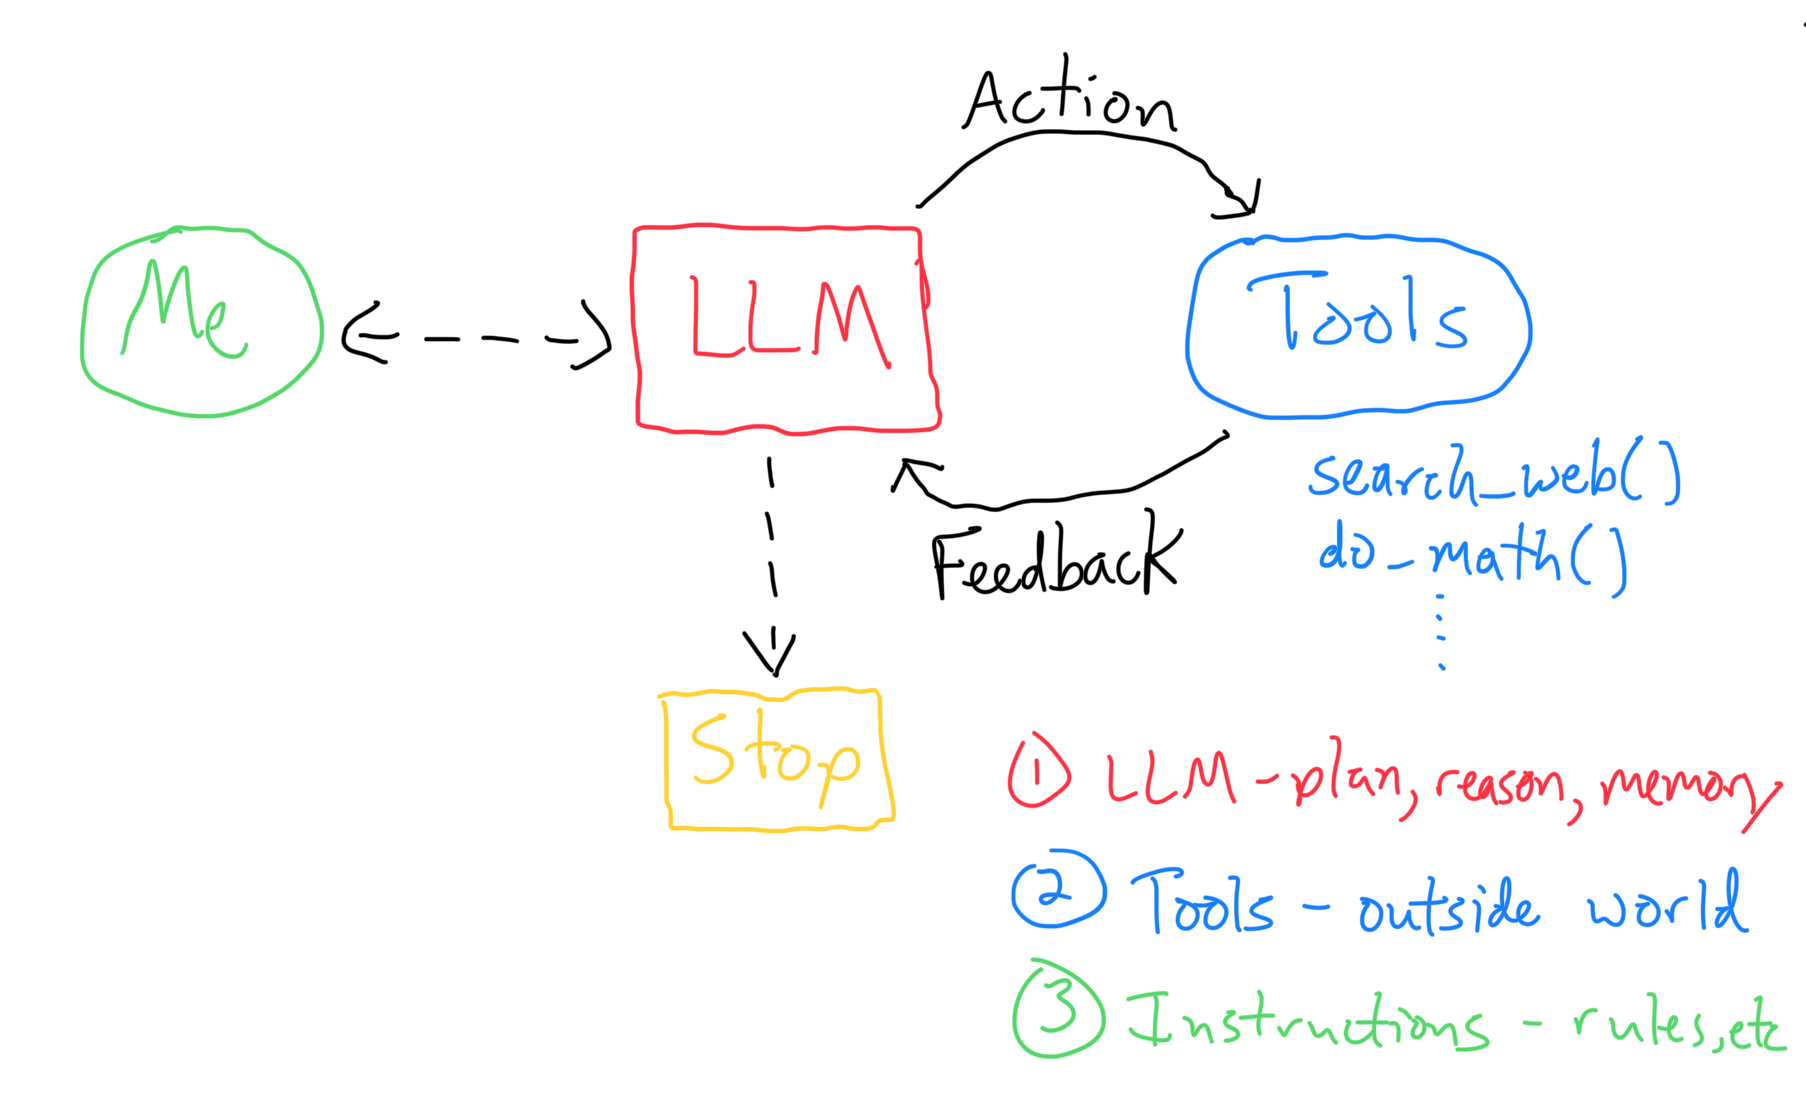 Action
Me
LLM
Tools
search_web()
do_math()
Feedback
Stop
① LLM - plan, reason, memory
② Tools - outside world
③ Instructions - rules, etc